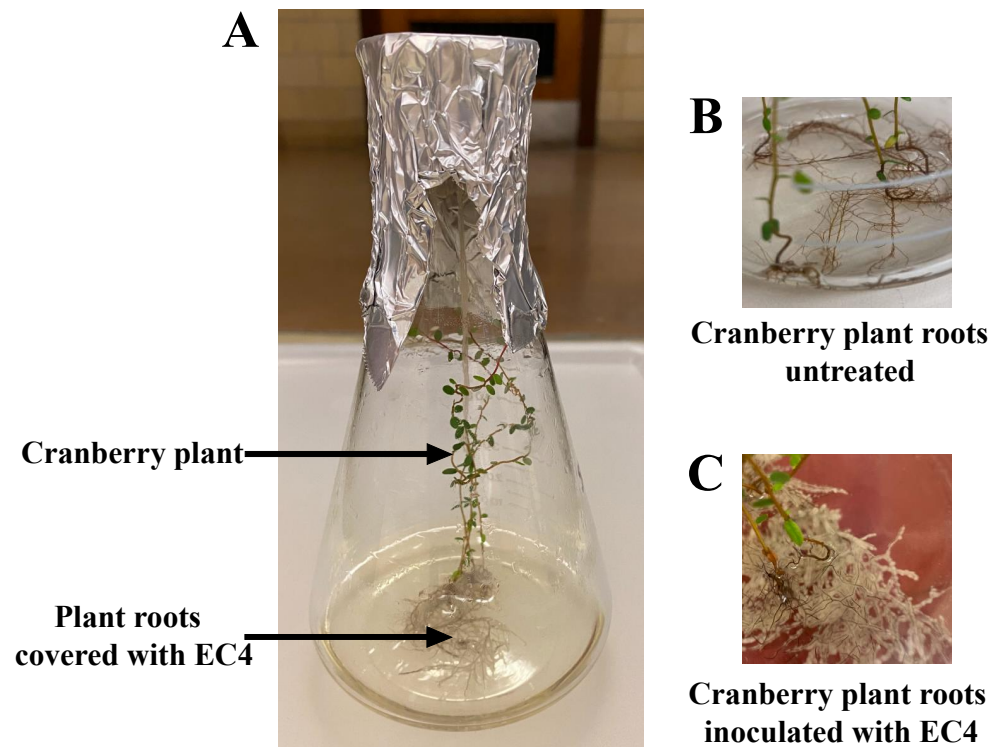 A
Cranberry plant
Plant roots
covered with EC4
B
Cranberry plant roots
untreated
C
Cranberry plant roots
inoculated with EC4